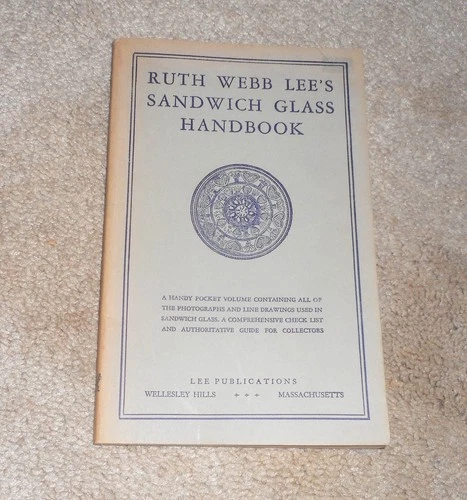 RUTH WEBB LEE'S
SANDWICH GLASS
HANDBOOK
A HANDY POCKET VOLUME CONTAINING ALL OF
THE PHOTOGRAPHS AND LINE DRAWINGS USED IN
SANDWICH GLASS. A COMPREHENSIVE CHECK LIST
AND AUTHORITATIVE GUIDE FOR COLLECTORS
LEE PUBLICATIONS
WELLESLEY HILLS MASSACHUSETTS